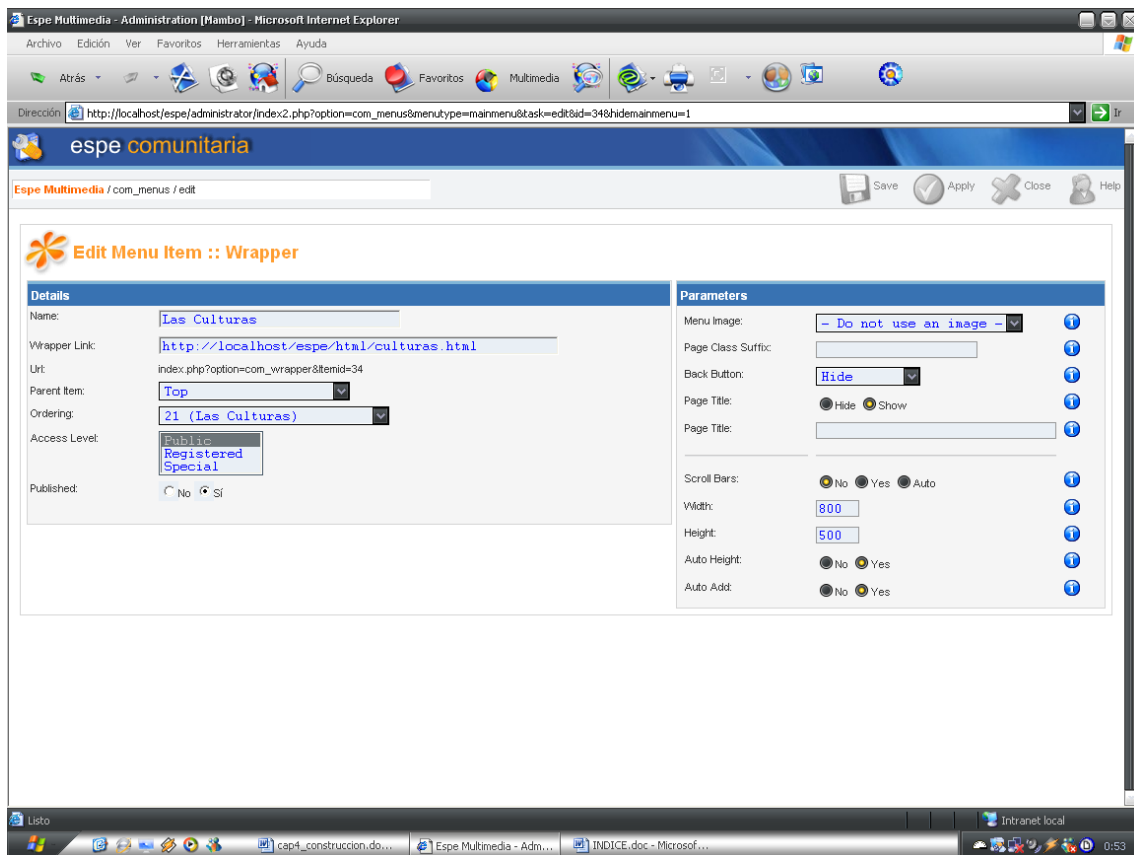 Espe Multimedia - Administration [Mambo] - Microsoft Internet Explorer
Archivo Edición Ver Favoritos Herramientas Ayuda
Atrás Búsqueda Favoritos Multimedia
Dirección http://localhost/espe/administrator/index2.php?option=com_menus&menutype=mainmenu&task=edit&id=34&hidemainmenu=1 Ir
espe comunitaria
Espe Multimedia / com_menus / edit
Save Apply Close Help
Edit Menu Item :: Wrapper
Details
Name: Las Culturas
Wrapper Link: http://localhost/espe/html/culturas.html
Url: index.php?option=com_wrapper&Itemid=34
Parent Item: Top
Ordering: 21 (Las Culturas)
Access Level: Public
Registered
Special
Published: No Sí
Parameters
Menu Image: - Do not use an image -
Page Class Suffix:
Back Button: Hide
Page Title: Hide Show
Page Title:
Scroll Bars: No Yes Auto
Width: 800
Height: 500
Auto Height: No Yes
Auto Add: No Yes
Listo Intranet local
cap4_construccion.do... Espe Multimedia - Adm... INDICE.doc - Microsof... 0:53